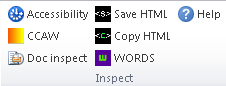 Accessibility <S> Save HTML ? Help
CCAW <C> Copy HTML
Doc inspect W WORDS
Inspect